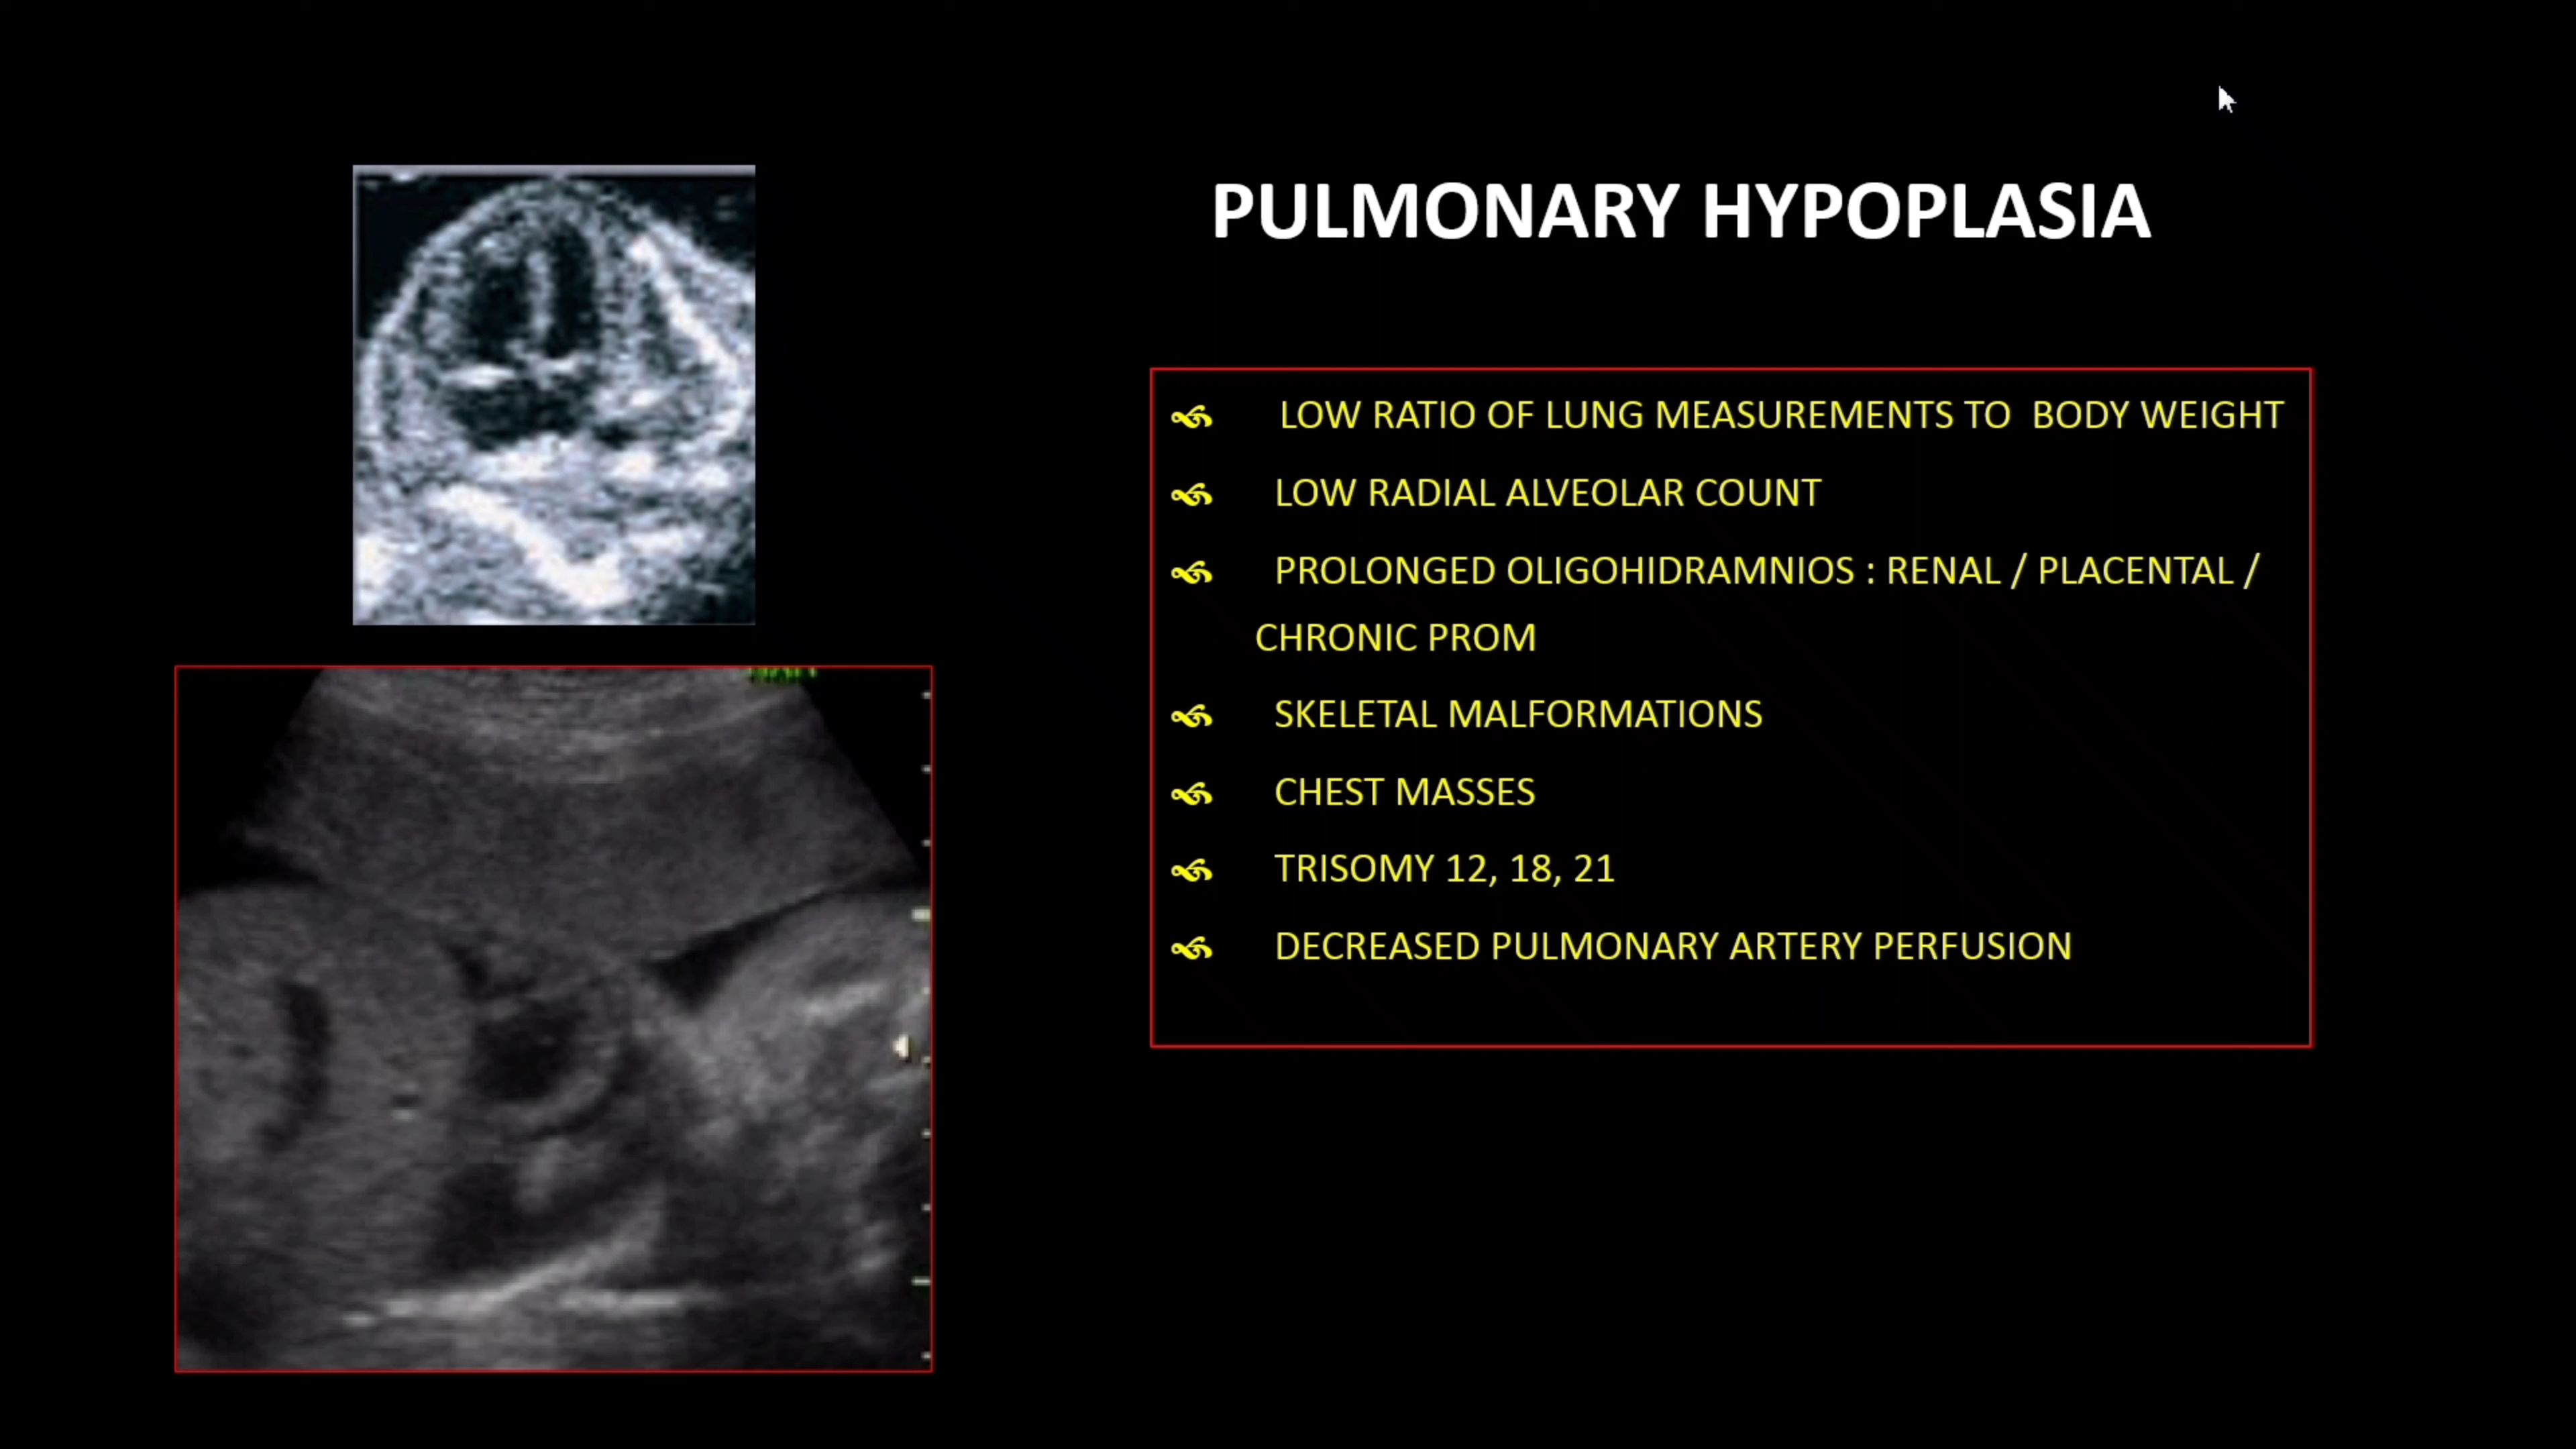 PULMONARY HYPOPLASIA
LOW RATIO OF LUNG MEASUREMENTS TO BODY WEIGHT
LOW RADIAL ALVEOLAR COUNT
PROLONGED OLIGOHIDRAMNIOS : RENAL / PLACENTAL /
CHRONIC PROM
SKELETAL MALFORMATIONS
CHEST MASSES
TRISOMY 12, 18, 21
DECREASED PULMONARY ARTERY PERFUSION